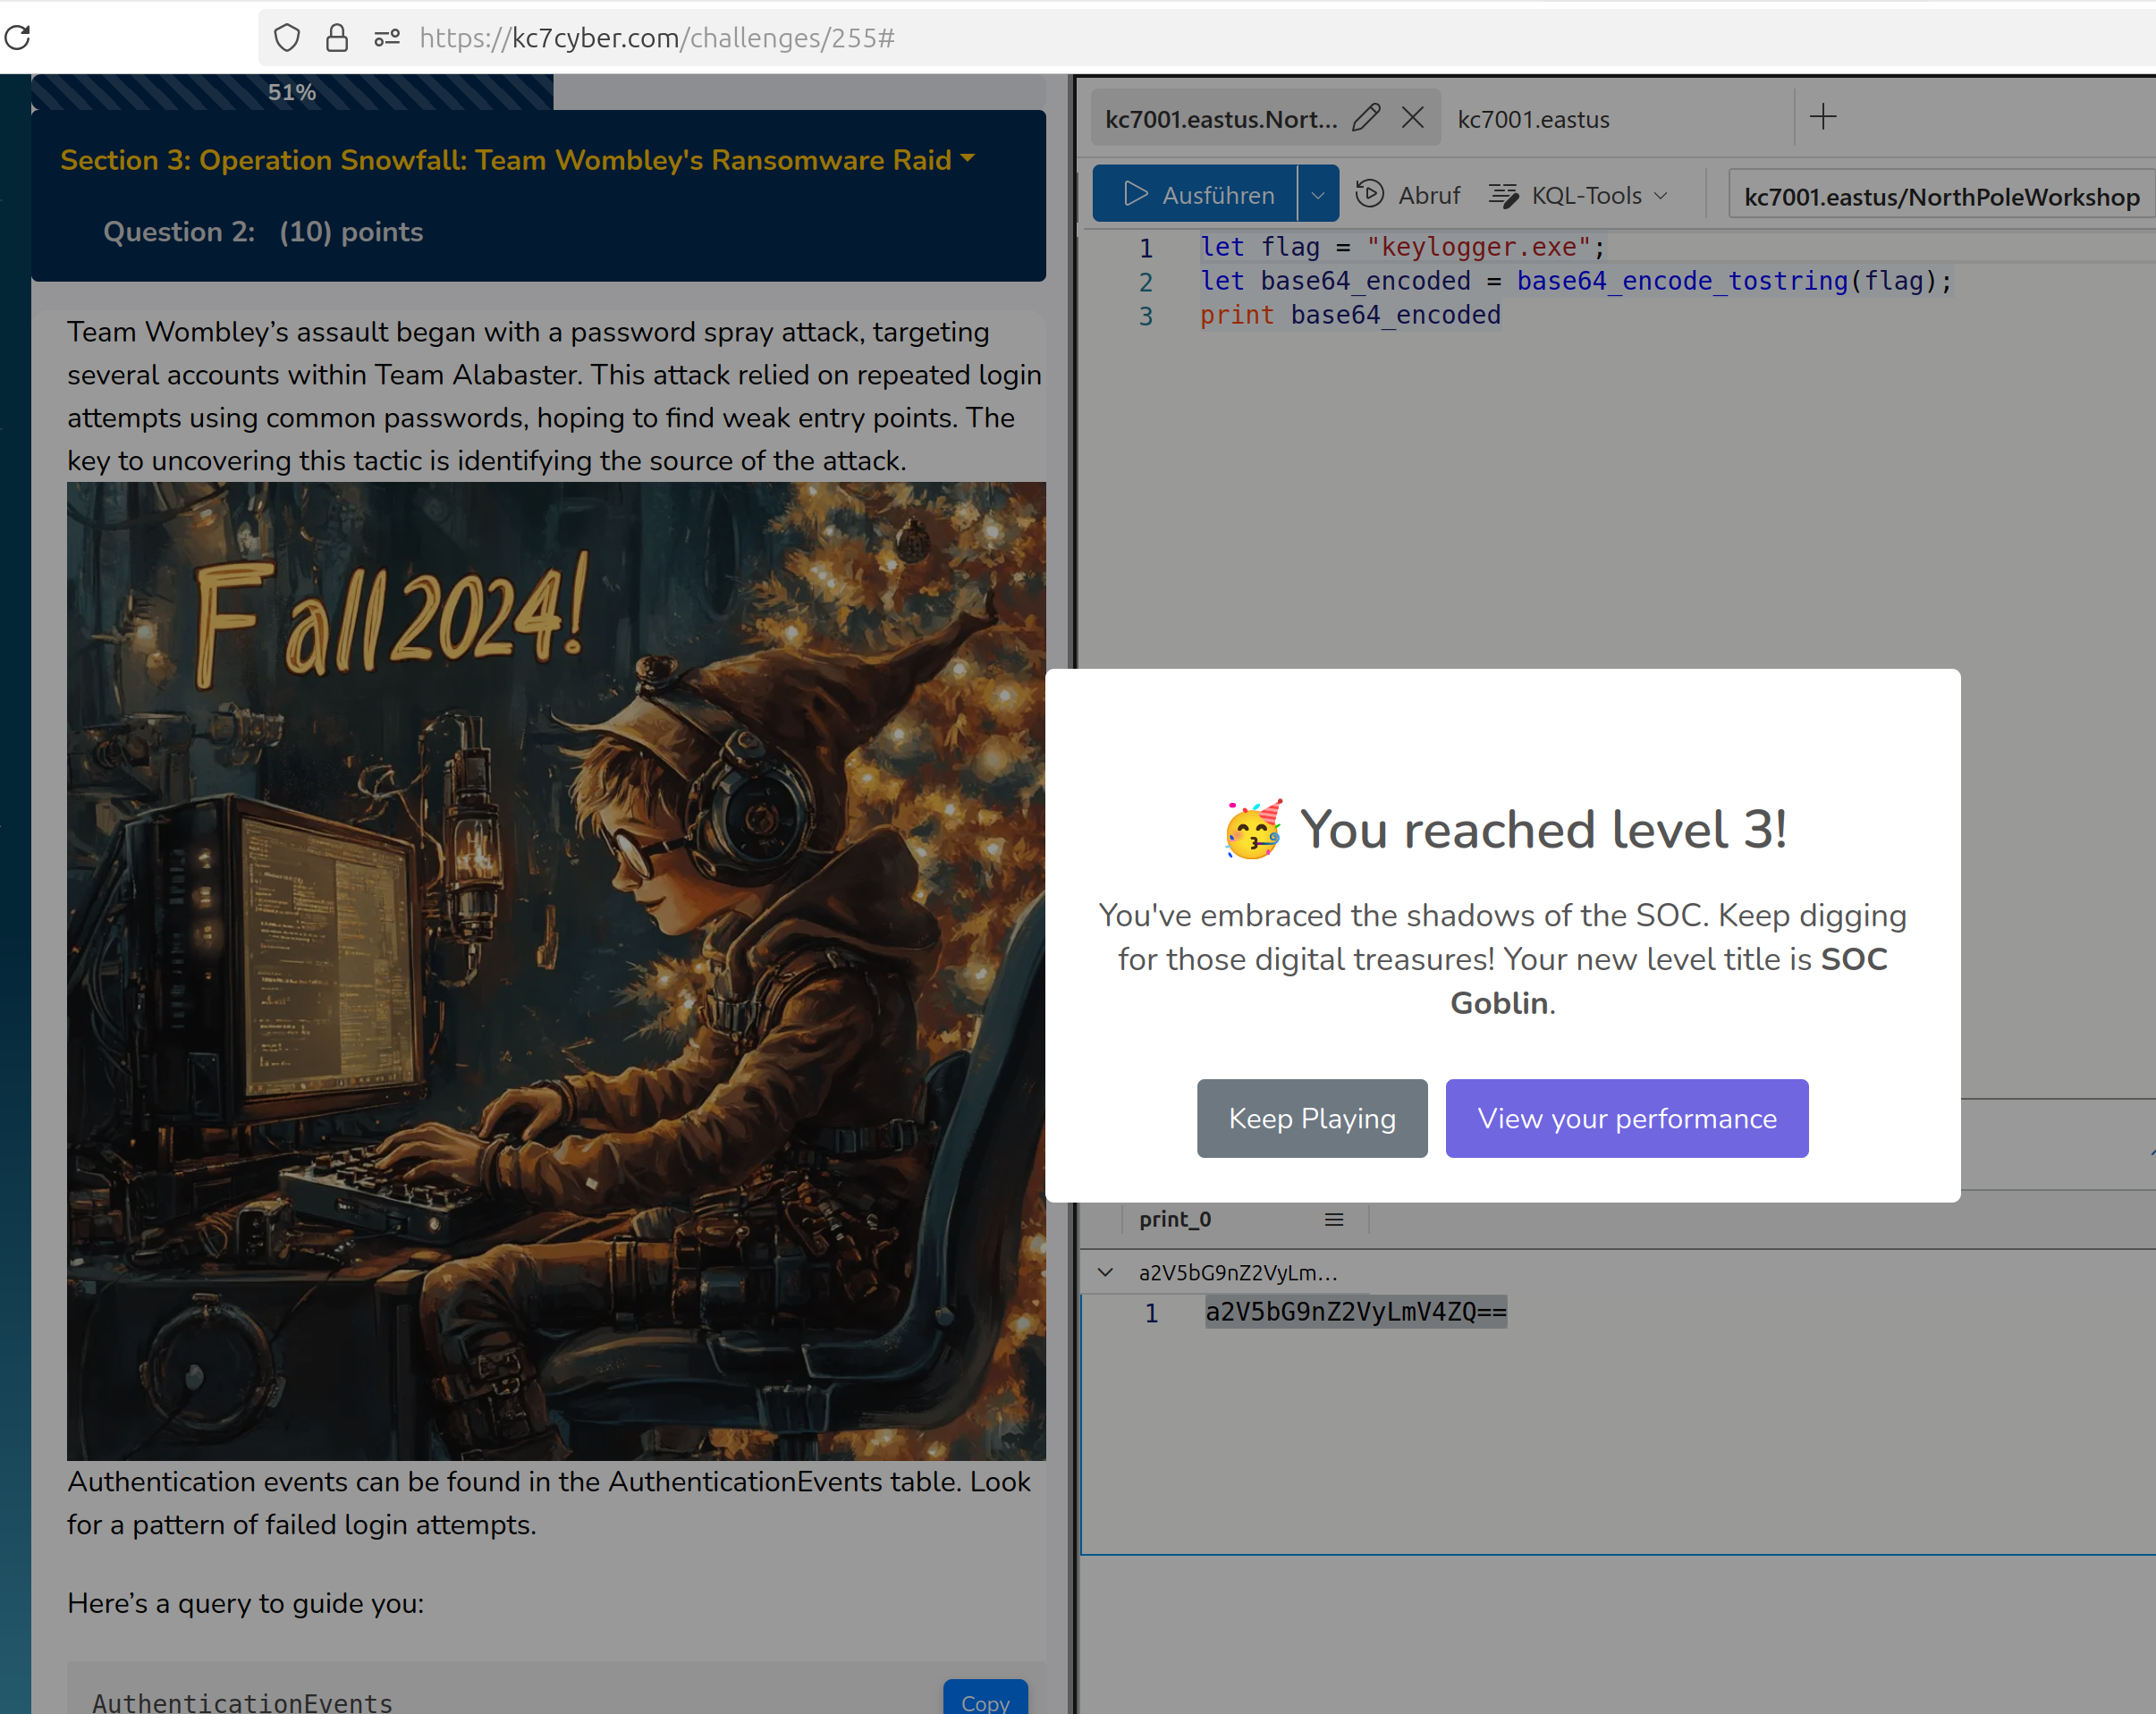 https://kc7cyber.com/challenges/255#
51%
Section 3: Operation Snowfall: Team Wombley's Ransomware Raid
Question 2: (10) points
Team Wombley’s assault began with a password spray attack, targeting
several accounts within Team Alabaster. This attack relied on repeated login
attempts using common passwords, hoping to find weak entry points. The
key to uncovering this tactic is identifying the source of the attack.
Fall 2024!
Authentication events can be found in the AuthenticationEvents table. Look
for a pattern of failed login attempts.
Here’s a query to guide you:
AuthenticationEvents
Copy
kc7001.eastus.Nort...
kc7001.eastus
Ausführen
Abruf
KQL-Tools
kc7001.eastus/NorthPoleWorkshop
1 let flag = "keylogger.exe";
2 let base64_encoded = base64_encode_tostring(flag);
3 print base64_encoded
🥳 You reached level 3!
You've embraced the shadows of the SOC. Keep digging
for those digital treasures! Your new level title is SOC
Goblin.
Keep Playing
View your performance
print_0
a2V5bG9nZ2VyLm...
1 a2V5bG9nZ2VyLmV4ZQ==